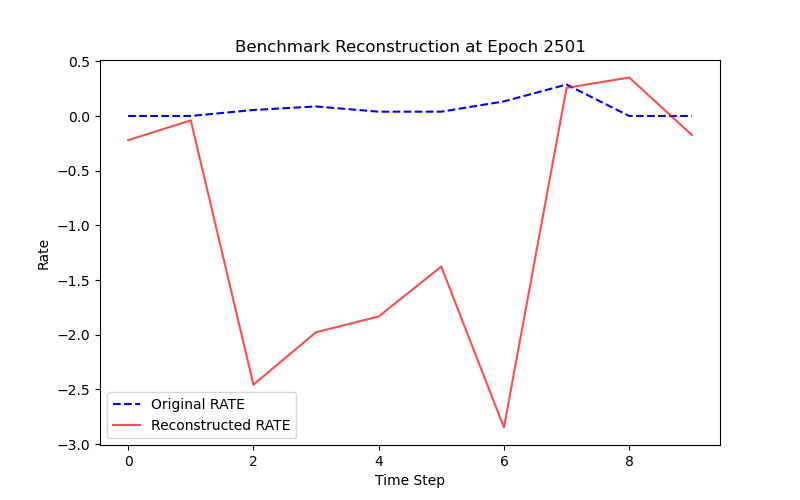 Benchmark Reconstruction at Epoch 2501
0.5
0.0
−0.5
−1.0
−1.5
−2.0
−2.5
−3.0
Rate
Original RATE
Reconstructed RATE
0 2 4 6 8
Time Step